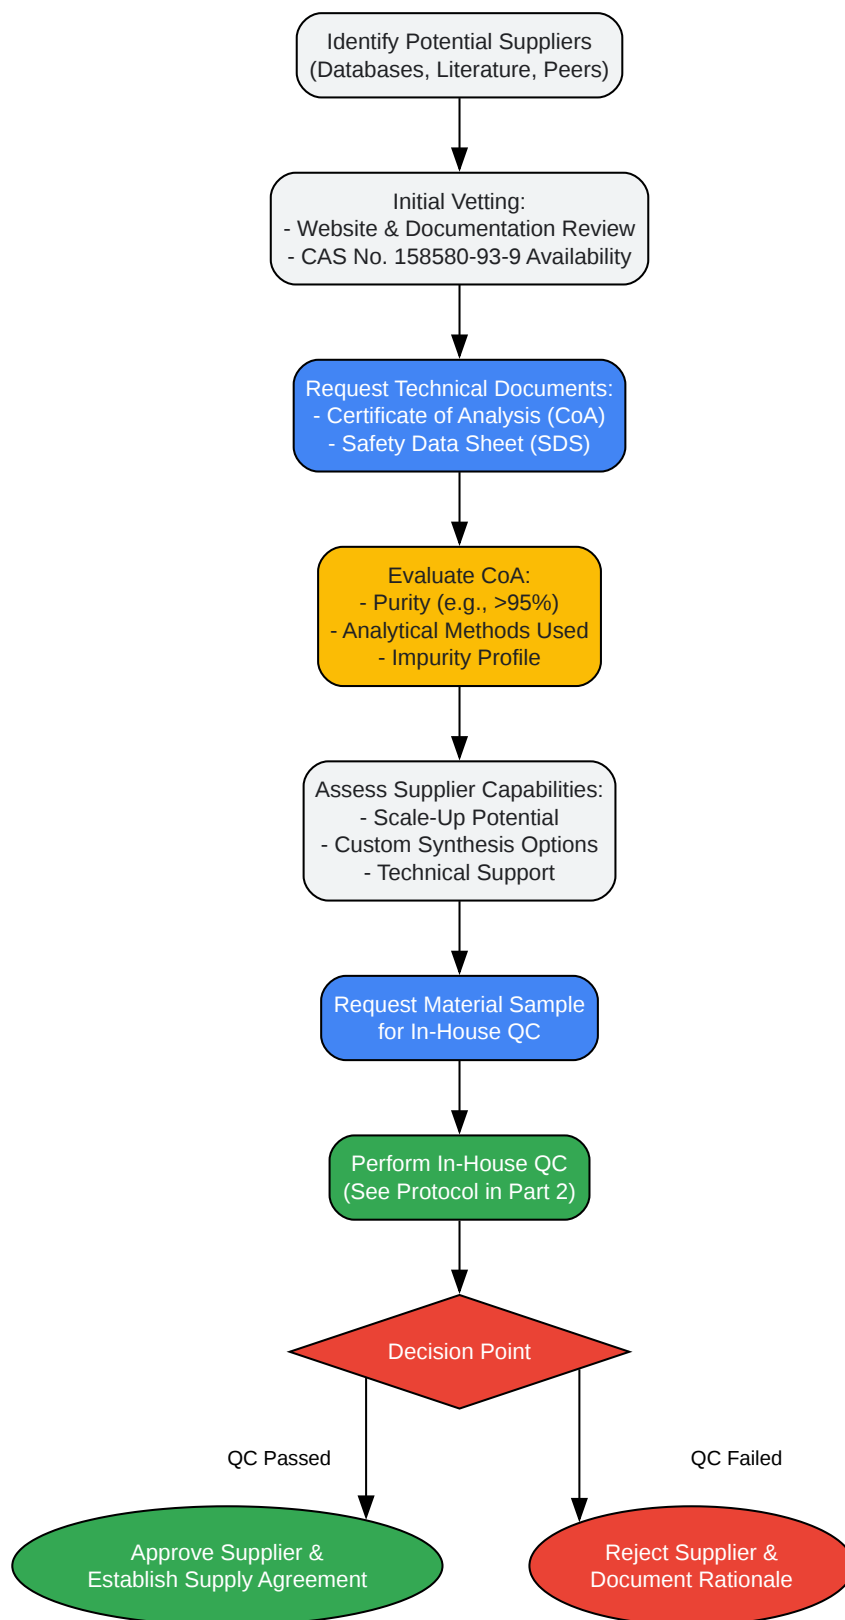 Identify Potential Suppliers
(Databases, Literature, Peers)
Initial Vetting:
- Website & Documentation Review
- CAS No. 158580-93-9 Availability
Request Technical Documents:
- Certificate of Analysis (CoA)
- Safety Data Sheet (SDS)
Evaluate CoA:
- Purity (e.g., >95%)
- Analytical Methods Used
- Impurity Profile
Assess Supplier Capabilities:
- Scale-Up Potential
- Custom Synthesis Options
- Technical Support
Request Material Sample
for In-House QC
Perform In-House QC
(See Protocol in Part 2)
Decision Point
QC Passed
QC Failed
Approve Supplier &
Establish Supply Agreement
Reject Supplier &
Document Rationale